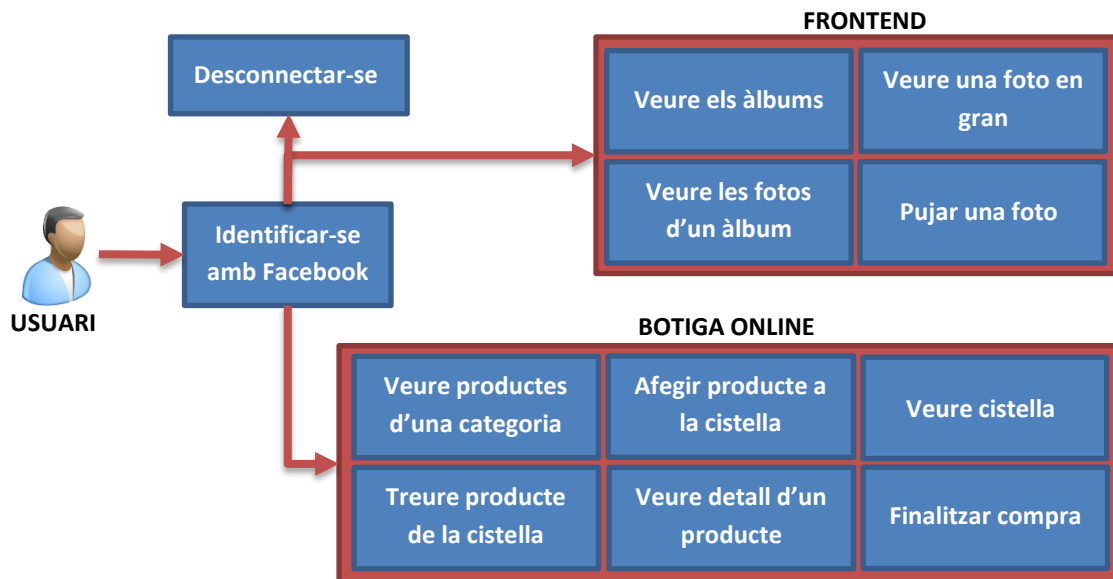 FRONTEND
Desconnectar-se
Veure els àlbums
Veure una foto en
gran
Veure les fotos
d’un àlbum
Pujar una foto
Identificar-se
amb Facebook
USUARI
BOTIGA ONLINE
Veure productes
d’una categoria
Afegir producte a
la cistella
Veure cistella
Treure producte
de la cistella
Veure detall d’un
producte
Finalitzar compra